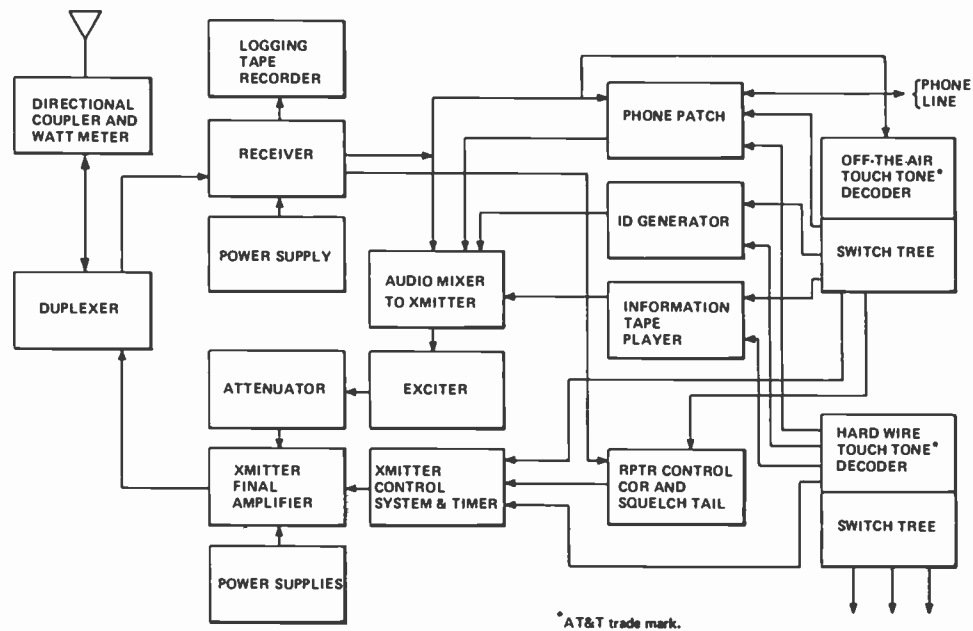 LOGGING
TAPE
RECORDER
DIRECTIONAL
COUPLER AND
WATT METER
RECEIVER
PHONE PATCH
{PHONE
LINE
OFF-THE-AIR
TOUCH TONE*
DECODER
SWITCH TREE
POWER SUPPLY
ID GENERATOR
DUPLEXER
AUDIO MIXER
TO XMITTER
INFORMATION
TAPE
PLAYER
ATTENUATOR
EXCITER
HARD WIRE
TOUCH TONE*
DECODER
SWITCH TREE
XMITTER
FINAL
AMPLIFIER
XMITTER
CONTROL
SYSTEM & TIMER
RPTR CONTROL
COR AND
SQUELCH TAIL
POWER SUPPLIES
*AT&T trade mark.